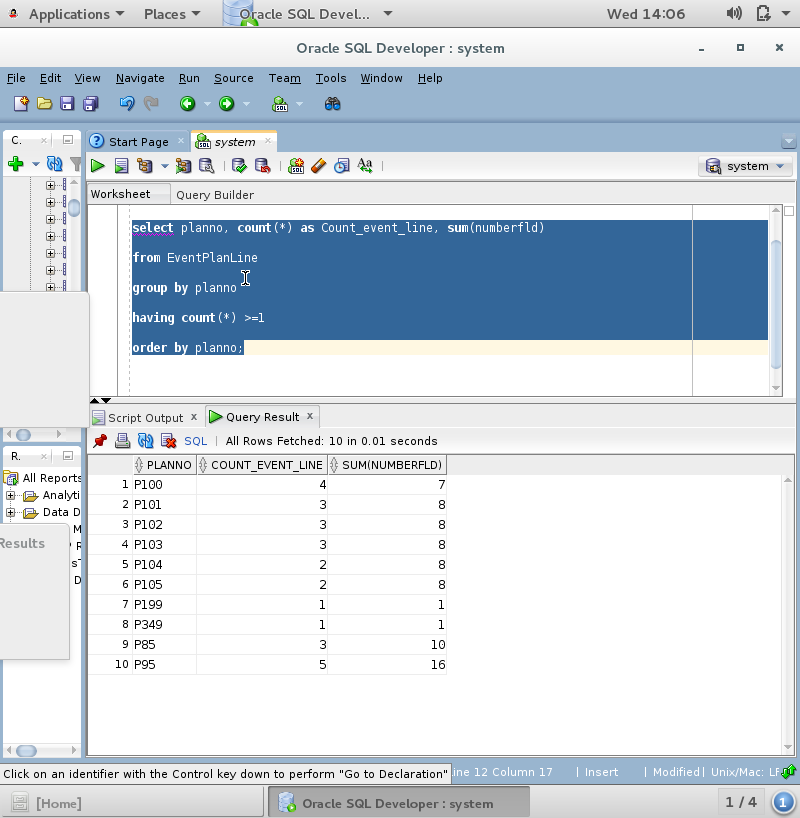 Applications Places Oracle SQL Devel... Wed 14:06
Oracle SQL Developer : system
File Edit View Navigate Run Source Team Tools Window Help
C. Start Page system
SQL Aa system
Worksheet Query Builder
select planno, count(*) as Count_event_line, sum(numberfld)
from EventPlanLine
group by planno
having count(*) >=1
order by planno;
Script Output Query Result
SQL All Rows Fetched: 10 in 0.01 seconds
PLANNO COUNT_EVENT_LINE SUM(NUMBERFLD)
1 P100 4 7
2 P101 3 8
3 P102 3 8
4 P103 3 8
5 P104 2 8
6 P105 2 8
7 P199 1 1
8 P349 1 1
9 P85 3 10
10 P95 5 16
R.
All Reports
Analyti
Data D
Results
Click on an identifier with the Control key down to perform "Go to Declaration"
ine 12 Column 17 Insert Modified Unix/Mac: LF
[Home] Oracle SQL Developer : system 1 / 4 1